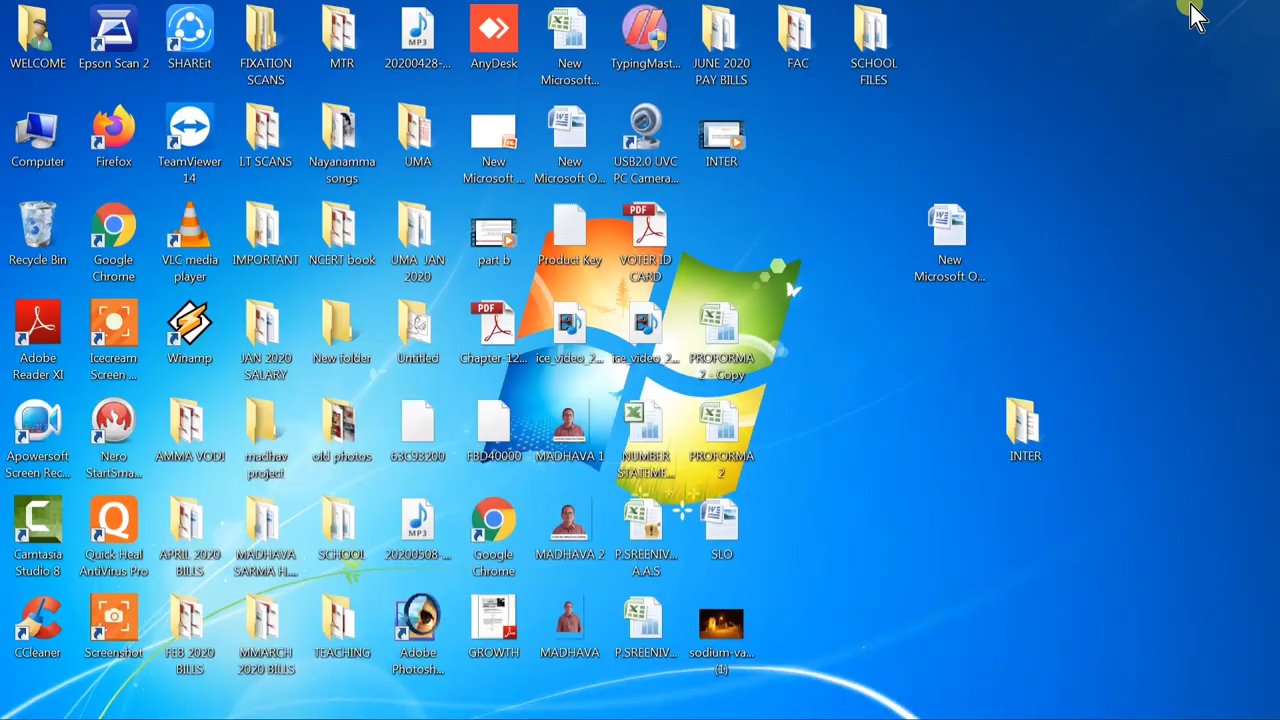 WELCOME
Epson Scan 2
SHAREit
FIXATION
SCANS
MTR
MP3
20200428-...
AnyDesk
New
Microsoft...
TypingMast...
JUNE 2020
PAY BILLS
FAC
SCHOOL
FILES
Computer
Firefox
TeamViewer
14
I.T SCANS
Nayanamma
songs
UMA
New
Microsoft ...
New
Microsoft O...
USB2.0 UVC
PC Camera...
INTER
Recycle Bin
Google
Chrome
VLC media
player
IMPORTANT
NCERT book
UMA JAN
2020
part b
Product Key
PDF
VOTER ID
CARD
New
Microsoft O...
Adobe
Reader XI
Icecream
Screen ...
Winamp
JAN 2020
SALARY
New folder
Untitled
PDF
Chapter-12...
ice_video_2...
ice_video_2...
PROFORMA
2 - Copy
Apowersoft
Screen Rec...
Nero
StartSma...
AMMA VODI
madhav
project
old photos
63C93200
FBD40000
MADHAVA 1
NUMBER
STATEME...
PROFORMA
2
INTER
Camtasia
Studio 8
Quick Heal
AntiVirus Pro
APRIL 2020
BILLS
MADHAVA
SARMA H....
SCHOOL
MP3
20200508-...
Google
Chrome
MADHAVA 2
P.SREENIV...
A.A.S
SLO
CCleaner
Screenshot
FEB 2020
BILLS
MMARCH
2020 BILLS
TEACHING
Adobe
Photosh...
GROWTH
MADHAVA
P.SREENIV...
sodium-va...
(1)